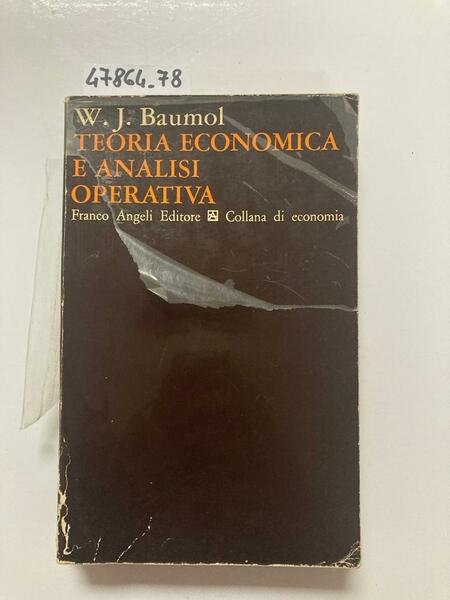 47864_78
W. J. Baumol
TEORIA ECONOMICA
E ANALISI
OPERATIVA
Franco Angeli Editore A Collana di economia